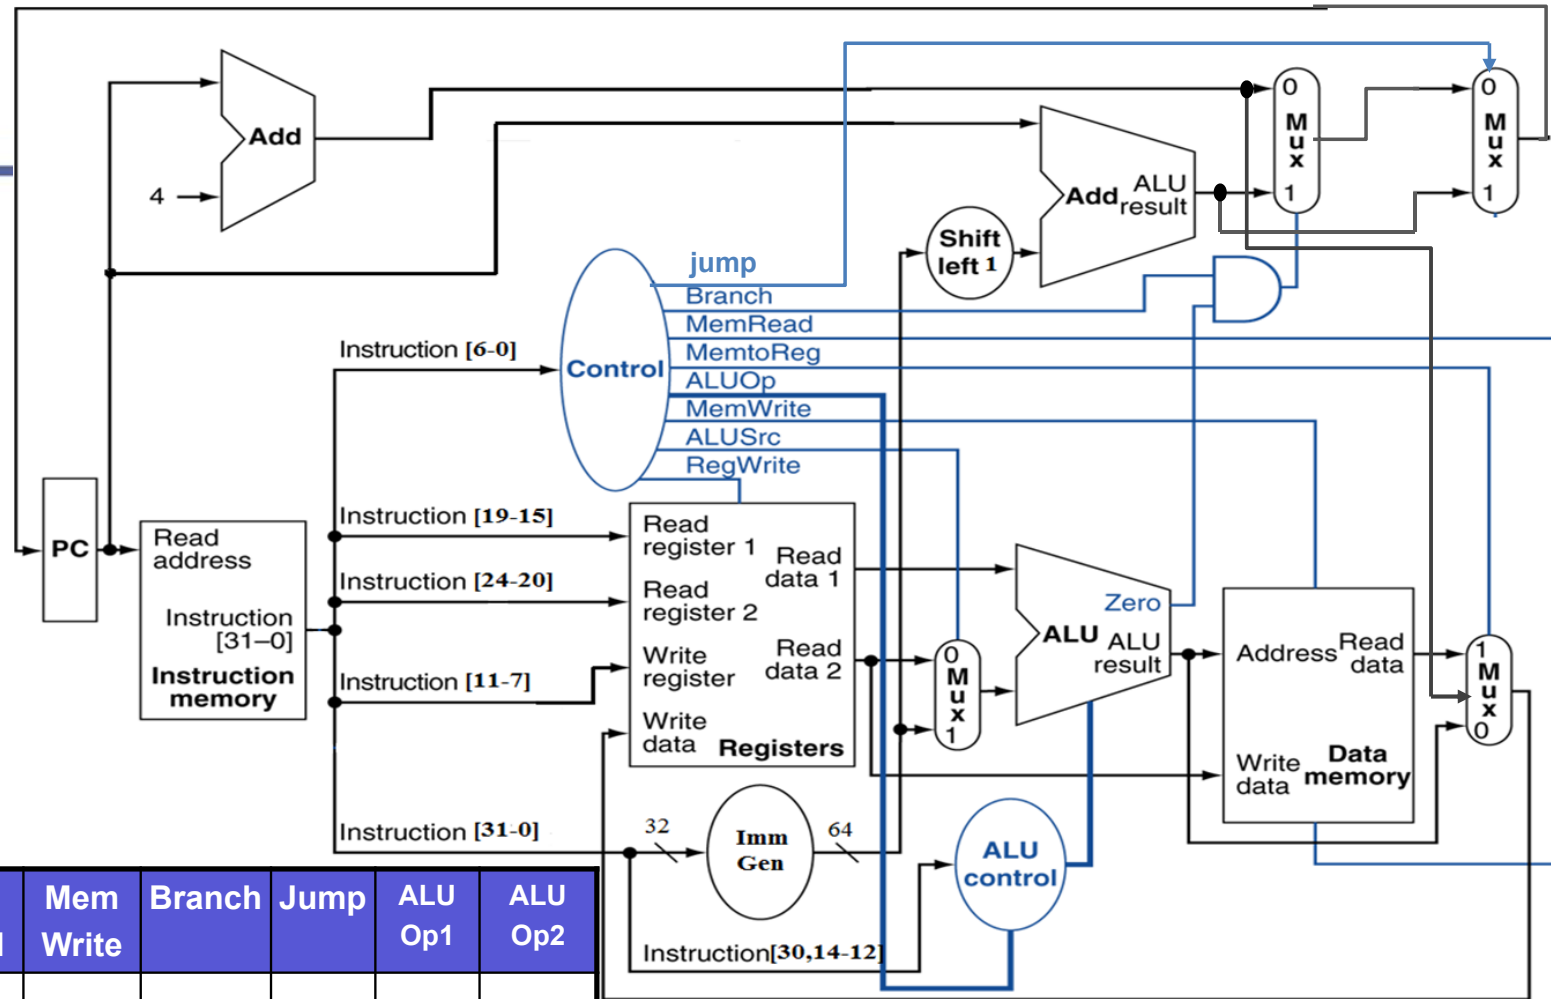 0
M
u
x
1
0
M
u
x
1
Add
4
Add
ALU
result
Shift
left 1
jump
Branch
MemRead
MemtoReg
ALUOp
MemWrite
ALUSrc
RegWrite
Control
Instruction [6-0]
PC
Read
address
Instruction
[31–0]
Instruction
memory
Instruction [19-15]
Instruction [24-20]
Instruction [11-7]
Instruction [31-0]
Read
register 1
Read
register 2
Write
register
Write
data
Read
data 1
Read
data 2
Registers
0
M
u
x
1
Zero
ALU
ALU
result
Address
Read
data
Write
data
Data
memory
1
M
u
x
0
32
Imm
Gen
64
ALU
control
Instruction[30,14-12]
Mem
Write
Branch
Jump
ALU
Op1
ALU
Op2